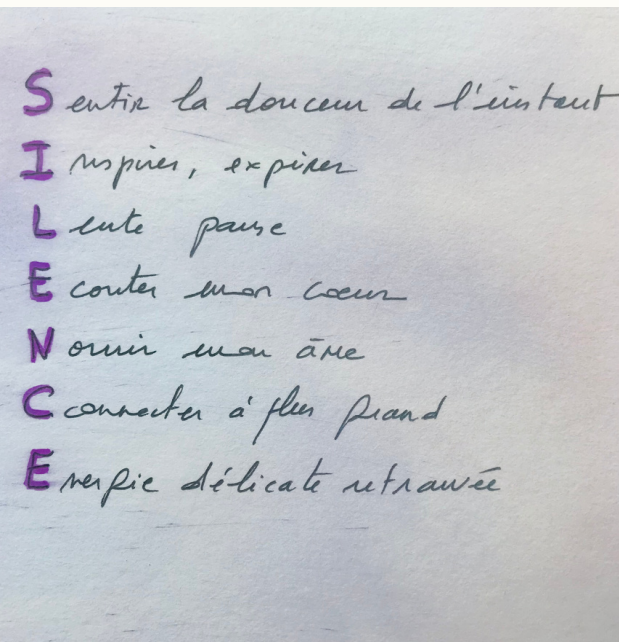 Sentir la douceur de l'instant
Inspirer, expirer
Lente pause
Ecouter mon coeur
Nourrir mon âme
Cconnecter à plus grand
Energie délicate retrouvée